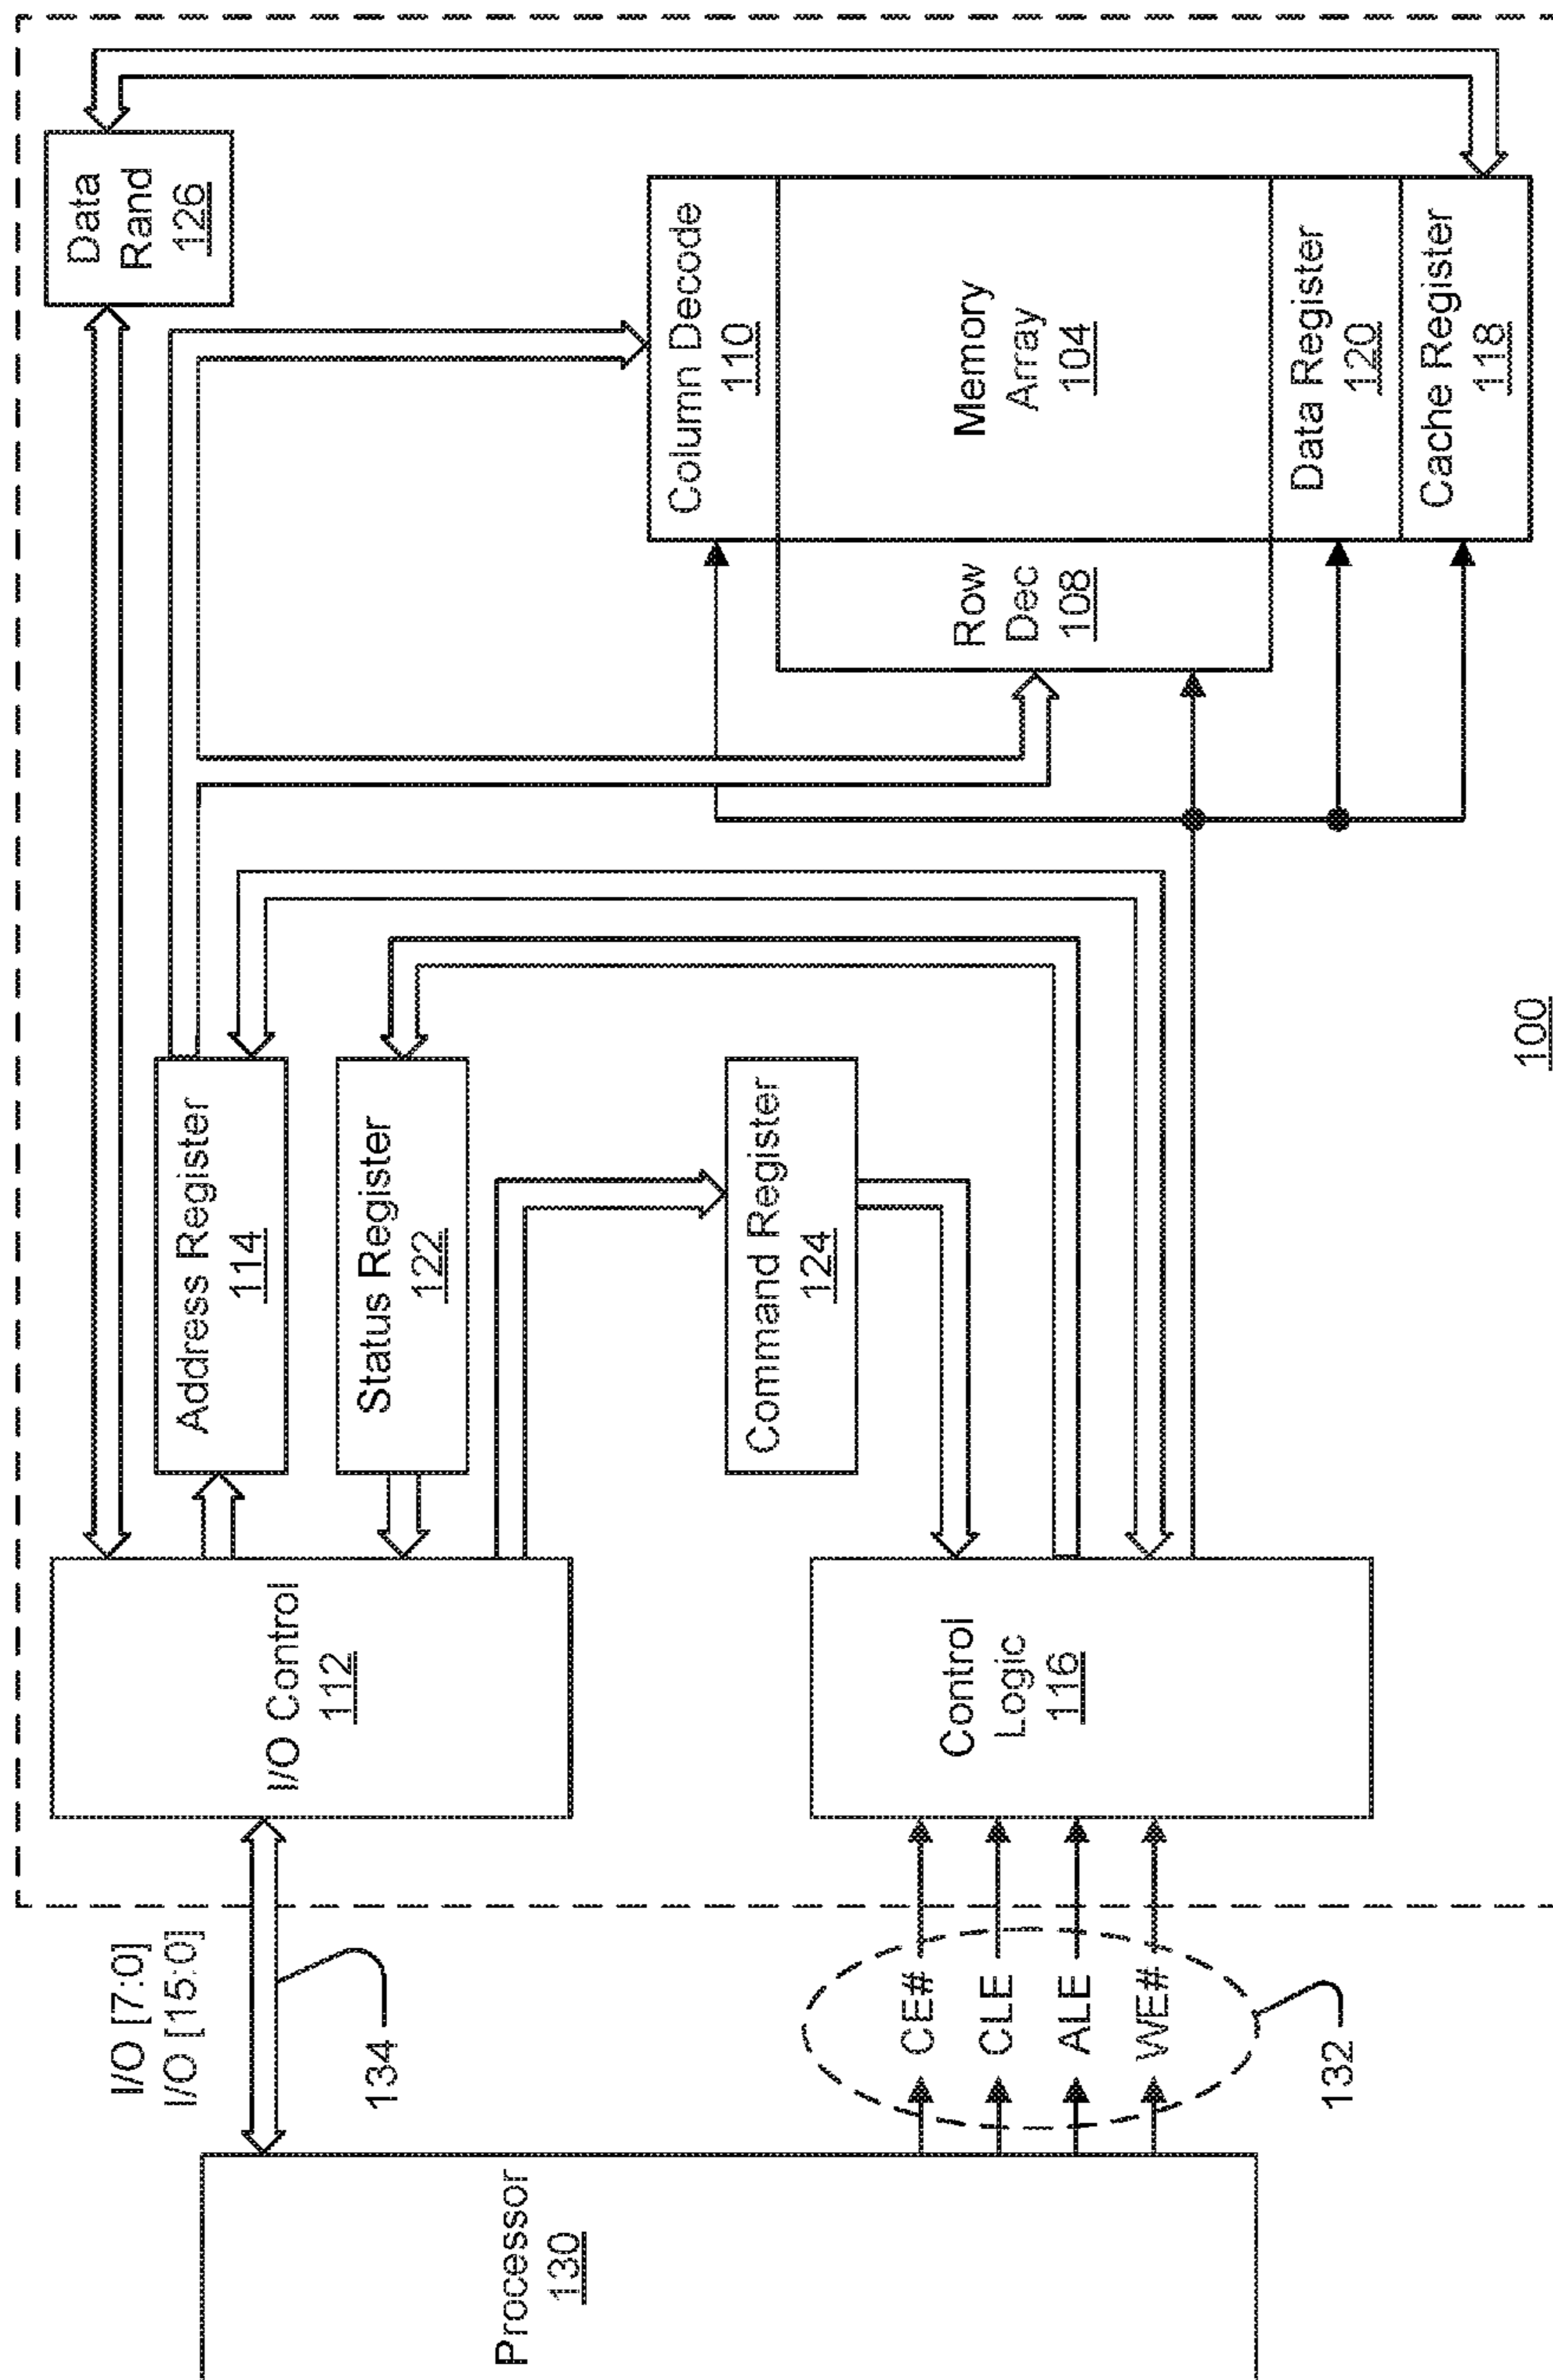 Processor
130
I/O [7:0]
I/O [15:0]
134
CE#
CLE
ALE
WE#
132
I/O Control
112
Control
Logic
116
Address Register
114
Status Register
122
Command Register
124
Data
Rand
126
Column Decode
110
Row
Dec
108
Memory
Array
104
Data Register
120
Cache Register
118
100